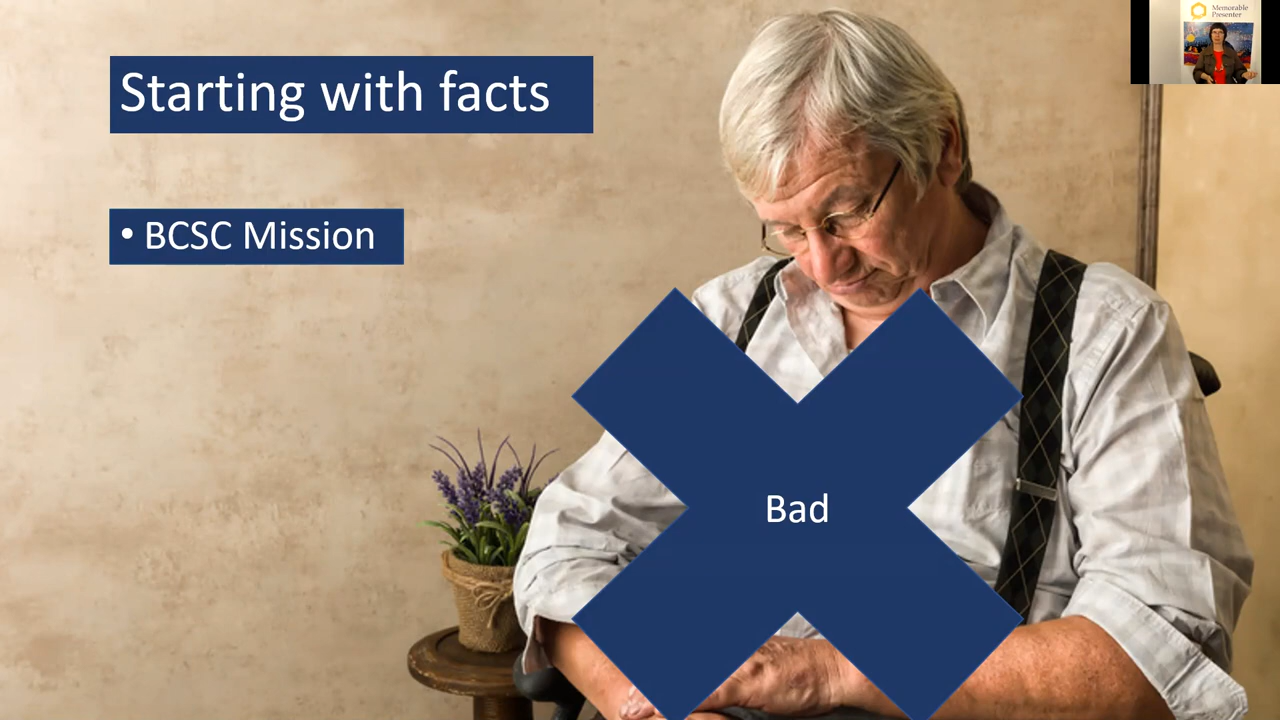 Memorable
Presenter
Starting with facts
• BCSC Mission
Bad